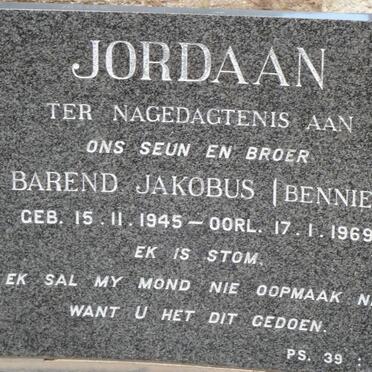 JORDAAN
TER NAGEDAGTENIS AAN
ONS SEUN EN BROER
BAREND JAKOBUS (BENNIE
GEB. 15.11.1945 — OORL. 17.1.1969
EK IS STOM,
EK SAL MY MOND NIE OOPMAAK
WANT U HET DIT GEDOEN.
PS. 39 :